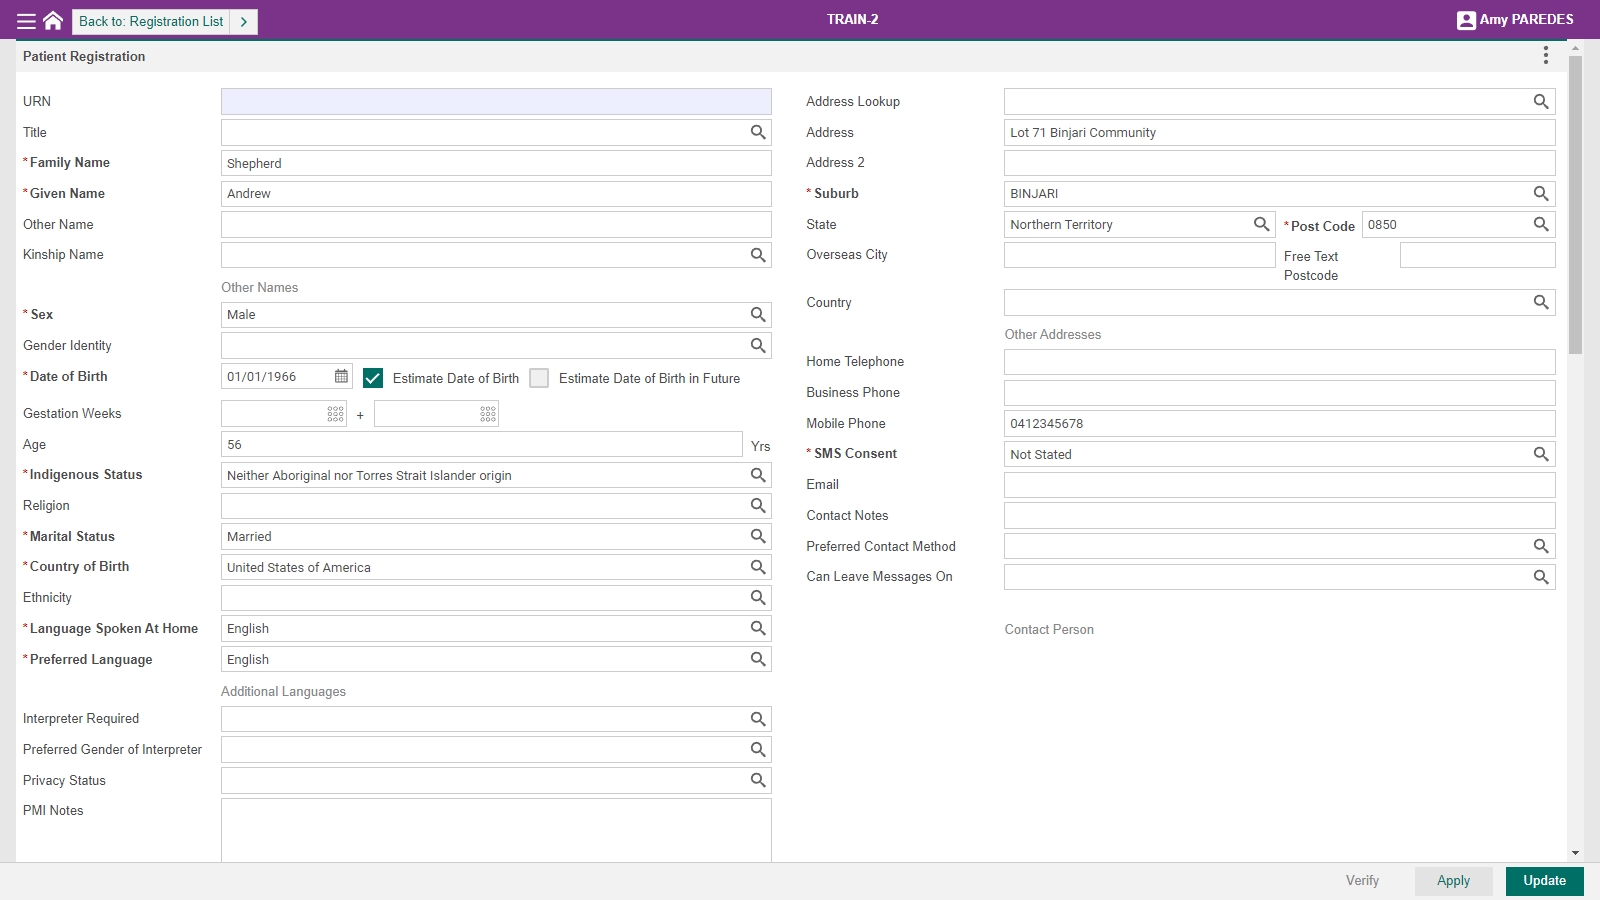 Back to: Registration List
TRAIN-2
Amy PAREDES
Patient Registration
URN
Title
* Family Name Shepherd
* Given Name Andrew
Other Name
Kinship Name
Other Names
* Sex Male
Gender Identity
* Date of Birth 01/01/1966 Estimate Date of Birth Estimate Date of Birth in Future
Gestation Weeks +
Age 56 Yrs
* Indigenous Status Neither Aboriginal nor Torres Strait Islander origin
Religion
* Marital Status Married
* Country of Birth United States of America
Ethnicity
* Language Spoken At Home English
* Preferred Language English
Additional Languages
Interpreter Required
Preferred Gender of Interpreter
Privacy Status
PMI Notes
Address Lookup
Address Lot 71 Binjari Community
Address 2
* Suburb BINJARI
State Northern Territory * Post Code 0850
Overseas City Free Text
Postcode
Country
Other Addresses
Home Telephone
Business Phone
Mobile Phone 0412345678
* SMS Consent Not Stated
Email
Contact Notes
Preferred Contact Method
Can Leave Messages On
Contact Person
Verify Apply Update